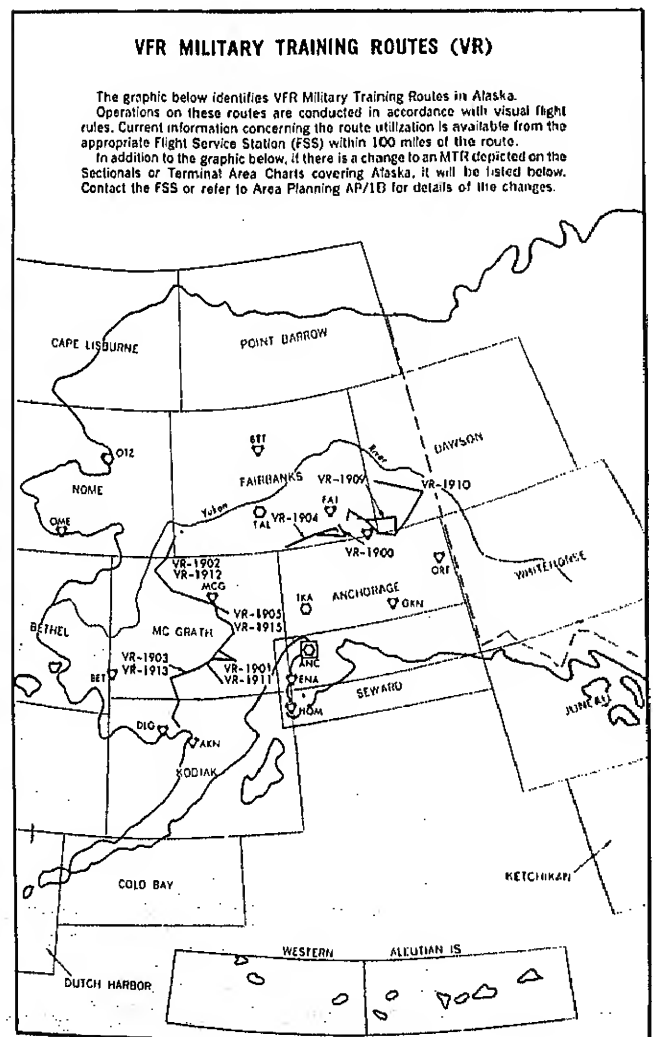 VFR MILITARY TRAINING ROUTES (VR)
The graphic below identifies VFR Military Training Routes in Alaska.
Operations on these routes are conducted in accordance with visual flight
rules. Current information concerning the route utilization is available from the
appropriate Flight Service Station (FSS) within 100 miles of the route.
In addition to the graphic below, if there is a change to an MTR depicted on the
Sectionals or Terminal Area Charts covering Alaska, it will be listed below.
Contact the FSS or refer to Area Planning AP/1B for details of the changes.
CAPE LISBURNE
POINT BARROW
OTZ
BTT
River
DAWSON
NOME
FAIRBANKS
VR-1909
VR-1910
Yukon
FAI
OME
TAL
VR-1904
VR-1900
VR-1902
VR-1912
MCG
ORT
WHITEHORSE
TKA
ANCHORAGE
GKN
VR-1905
VR-1915
BETHEL
MC GRATH
VR-1903
VR-1913
VR-1901
VR-1911
ANC
BET
ENA
SEWARD
HOM
JUNEAU
DLG
AKN
KODIAK
COLD BAY
KETCHIKAN
WESTERN
ALEUTIAN IS
DUTCH HARBOR